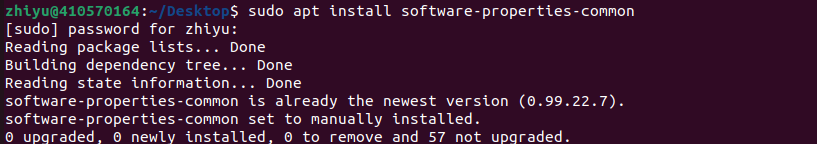 zhiyu@410570164:~/Desktop$ sudo apt install software-properties-common
[sudo] password for zhiyu:
Reading package lists... Done
Building dependency tree... Done
Reading state information... Done
software-properties-common is already the newest version (0.99.22.7).
software-properties-common set to manually installed.
0 upgraded, 0 newly installed, 0 to remove and 57 not upgraded.